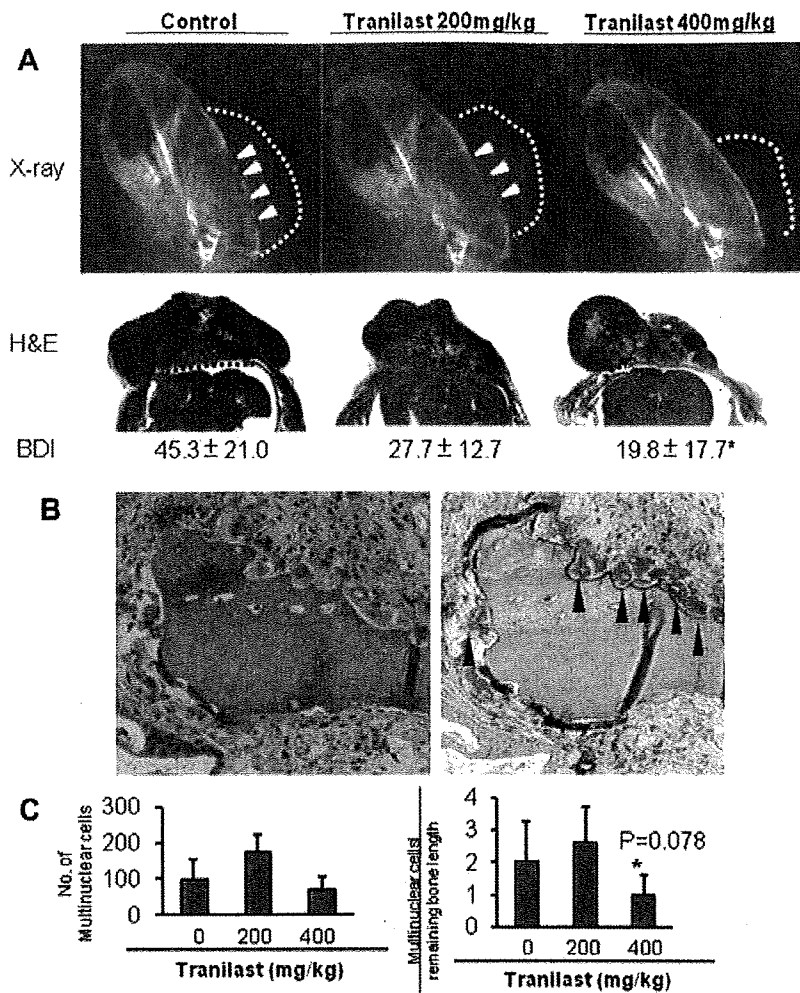 Control Tranilast 200mg/kg Tranilast 400mg/kg
A
X-ray
H&E
BDI 45.3±21.0 27.7±12.7 19.8±17.7*
B
C
No. of
Multinuclear cells
300
200
100
0
0 200 400
Tranilast (mg/kg)
Multinuclear cells/
remaining bone length
4
3
2
1
0
P=0.078
*
0 200 400
Tranilast (mg/kg)